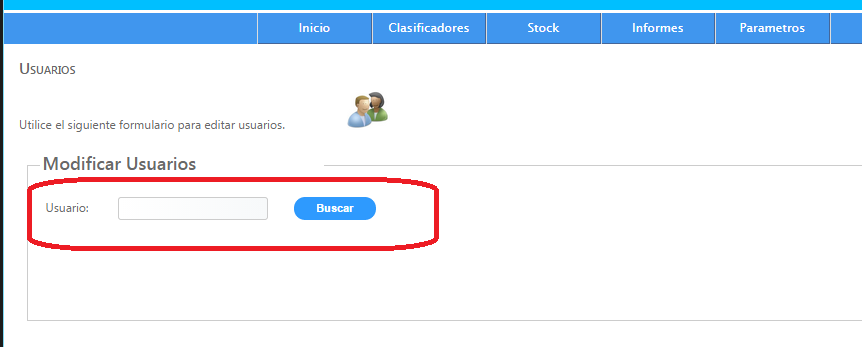 Inicio Clasificadores Stock Informes Parametros
Usuarios
Utilice el siguiente formulario para editar usuarios.
Modificar Usuarios
Usuario: Buscar